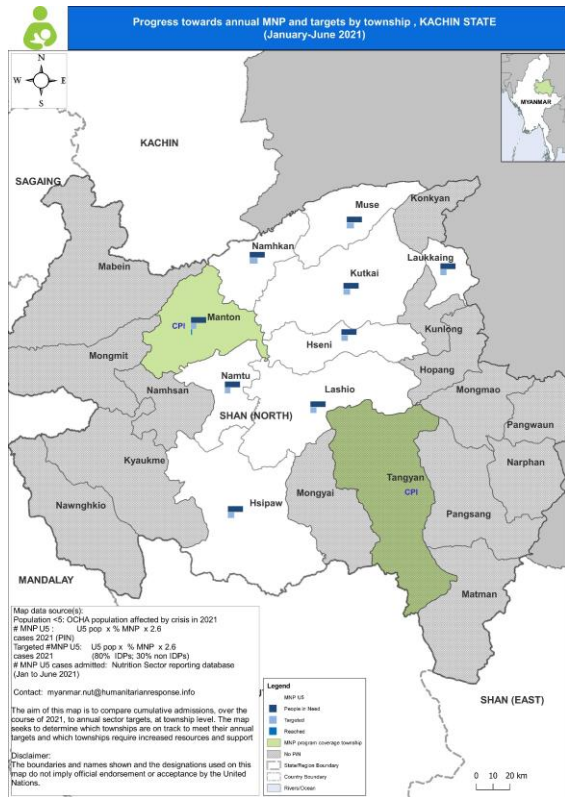 Progress towards annual MNP and targets by township , KACHIN STATE
(January-June 2021)
N
W
E
S
MYANMAR
KACHIN
SAGAING
Muse
Konkyan
Namhkan
Laukkaing
Mabein
Kutkai
Manton
CPI
Kunlong
Hseni
Mongmit
Hopang
Namtu
Mongmao
Namhsan
Lashio
SHAN (NORTH)
Pangwaun
Kyaukme
Narphan
Tangyan
CPI
Mongyai
Nawnghkio
Hsipaw
Pangsang
MANDALAY
Matman
SHAN (EAST)
Map data source(s):
Population <5: OCHA population affected by crisis in 2021
# MNP U5 : U5 pop x % MNP x 2.6
cases 2021 (PIN)
Targeted #MNP U5: U5 pop x % MNP x 2.6
cases 2021 (80% IDPs; 30% non IDPs)
# MNP U5 cases admitted: Nutrition Sector reporting database
(Jan to June 2021)
Contact: myanmar.nut@humanitarianresponse.info
The aim of this map is to compare cumulative admissions, over the
course of 2021, to annual sector targets, at township level. The map
seeks to determine which townships are on track to meet their annual
targets and which townships require increased resources and support
Disclaimer:
The boundaries and names shown and the designations used on this
map do not imply official endorsement or acceptance by the United
Nations.
Legend
MNP U5
People in Need
Targeted
Reached
MNP program coverage township
No PIN
State/Region Boundary
Country Boundary
Rivers/Ocean
0 10 20 km